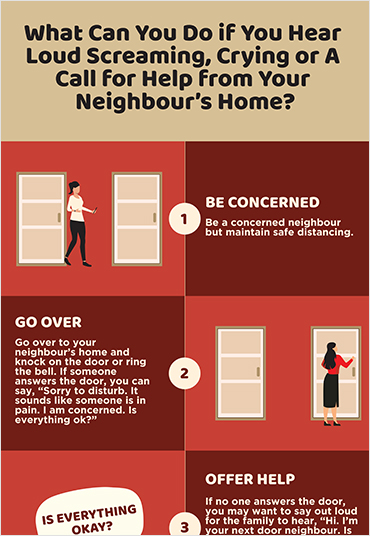 What Can You Do if You Hear
Loud Screaming, Crying or A
Call for Help from Your
Neighbour's Home?
1
BE CONCERNED
Be a concerned neighbour
but maintain safe distancing.
GO OVER
Go over to your
neighbour's home and
knock on the door or ring
the bell. If someone
answers the door, you can
say, “Sorry to disturb. It
sounds like someone is in
pain. I am concerned. Is
everything ok?”
2
IS EVERYTHING
OKAY?
3
OFFER HELP
If no one answers the door,
you may want to say out loud
for the family to hear, “Hi. I'm
your next door neighbour. Is